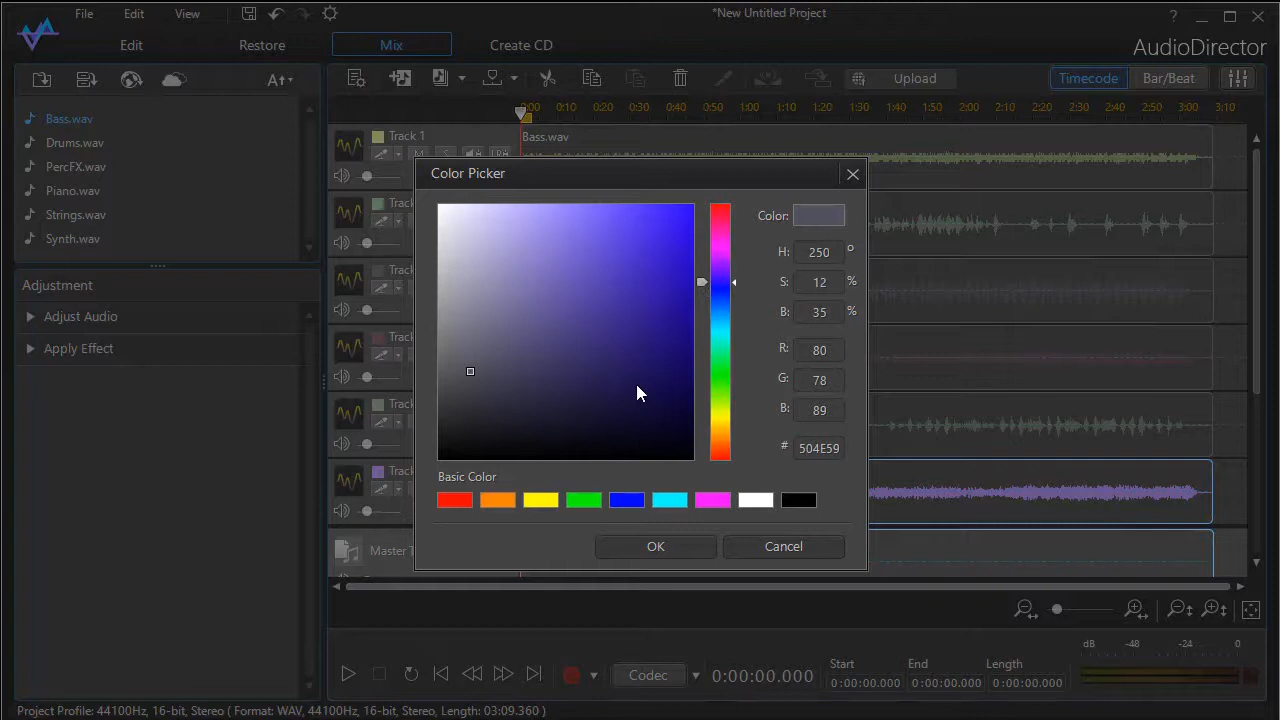 File Edit View
*New Untitled Project
?
Edit Restore Mix Create CD
AudioDirector
A
Upload
Timecode Bar/Beat
Bass.wav
Drums.wav
PercFX.wav
Piano.wav
Strings.wav
Synth.wav
0:00 0:10 0:20 0:30 0:40 0:50 1:00 1:10 1:20 1:30 1:40 1:50 2:00 2:10 2:20 2:30 2:40 2:50 3:00 3:10
Track 1
Bass.wav
M S
Track
Track
Track
Track
Track
Master T
Adjustment
Adjust Audio
Apply Effect
Color Picker
Color:
H: 250 °
S: 12 %
B: 35 %
R: 80
G: 78
B: 89
# 504E59
Basic Color
OK Cancel
dB -48 -24 0
Codec
0:00:00.000
Start End Length
0:00:00.000 0:00:00.000 0:00:00.000
Project Profile: 44100Hz, 16-bit, Stereo ( Format: WAV, 44100Hz, 16-bit, Stereo, Length: 03:09.360 )